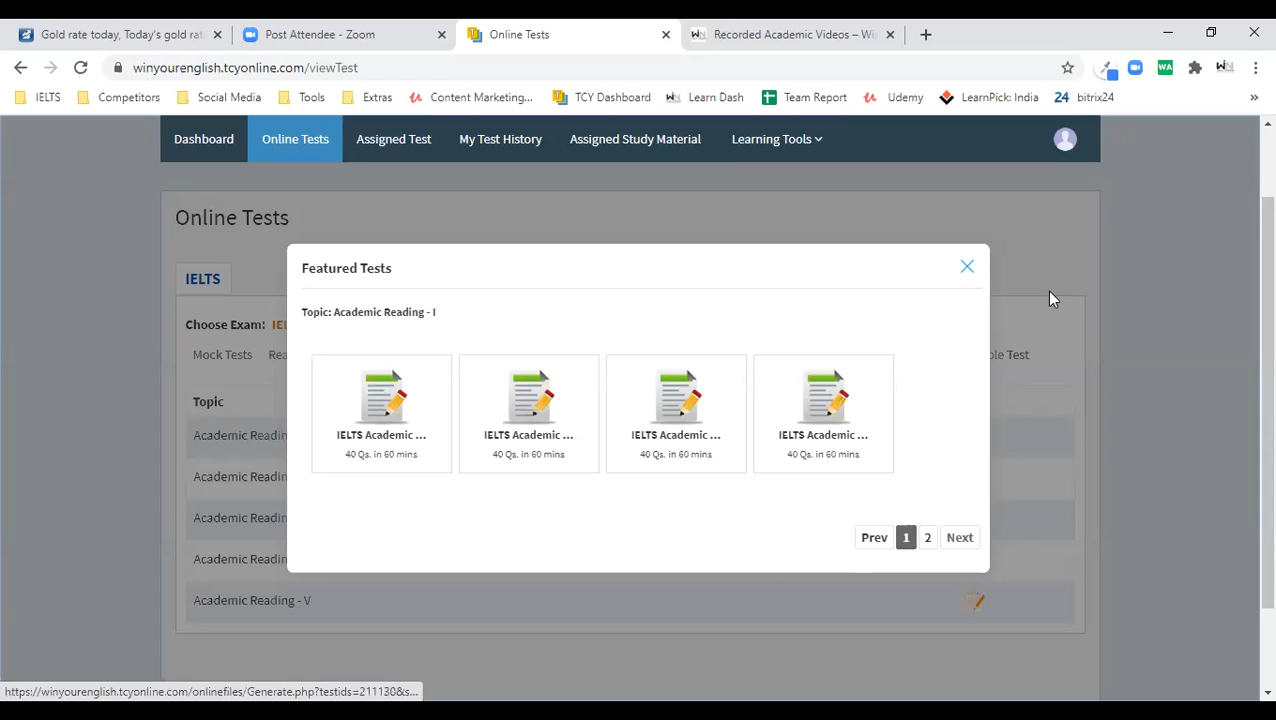 Gold rate today, Today's gold rat
Post Attendee - Zoom
Online Tests
Recorded Academic Videos – Wi
winyourenglish.tcyonline.com/viewTest
IELTS
Competitors
Social Media
Tools
Extras
Content Marketing...
TCY Dashboard
Learn Dash
Team Report
Udemy
LearnPick: India
24 bitrix24
Dashboard
Online Tests
Assigned Test
My Test History
Assigned Study Material
Learning Tools
Online Tests
IELTS
Featured Tests
Topic: Academic Reading - I
Choose Exam: IE
Mock Tests
Rea
le Test
Topic
IELTS Academic ...
IELTS Academic ...
IELTS Academic ...
IELTS Academic ...
40 Qs. in 60 mins
40 Qs. in 60 mins
40 Qs. in 60 mins
40 Qs. in 60 mins
Academic Readin
Academic Readin
Academic Readin
Academic Readin
Prev 1 2 Next
Academic Reading - V
https://winyourenglish.tcyonline.com/onlinefiles/Generate.php?testids=211130&s...